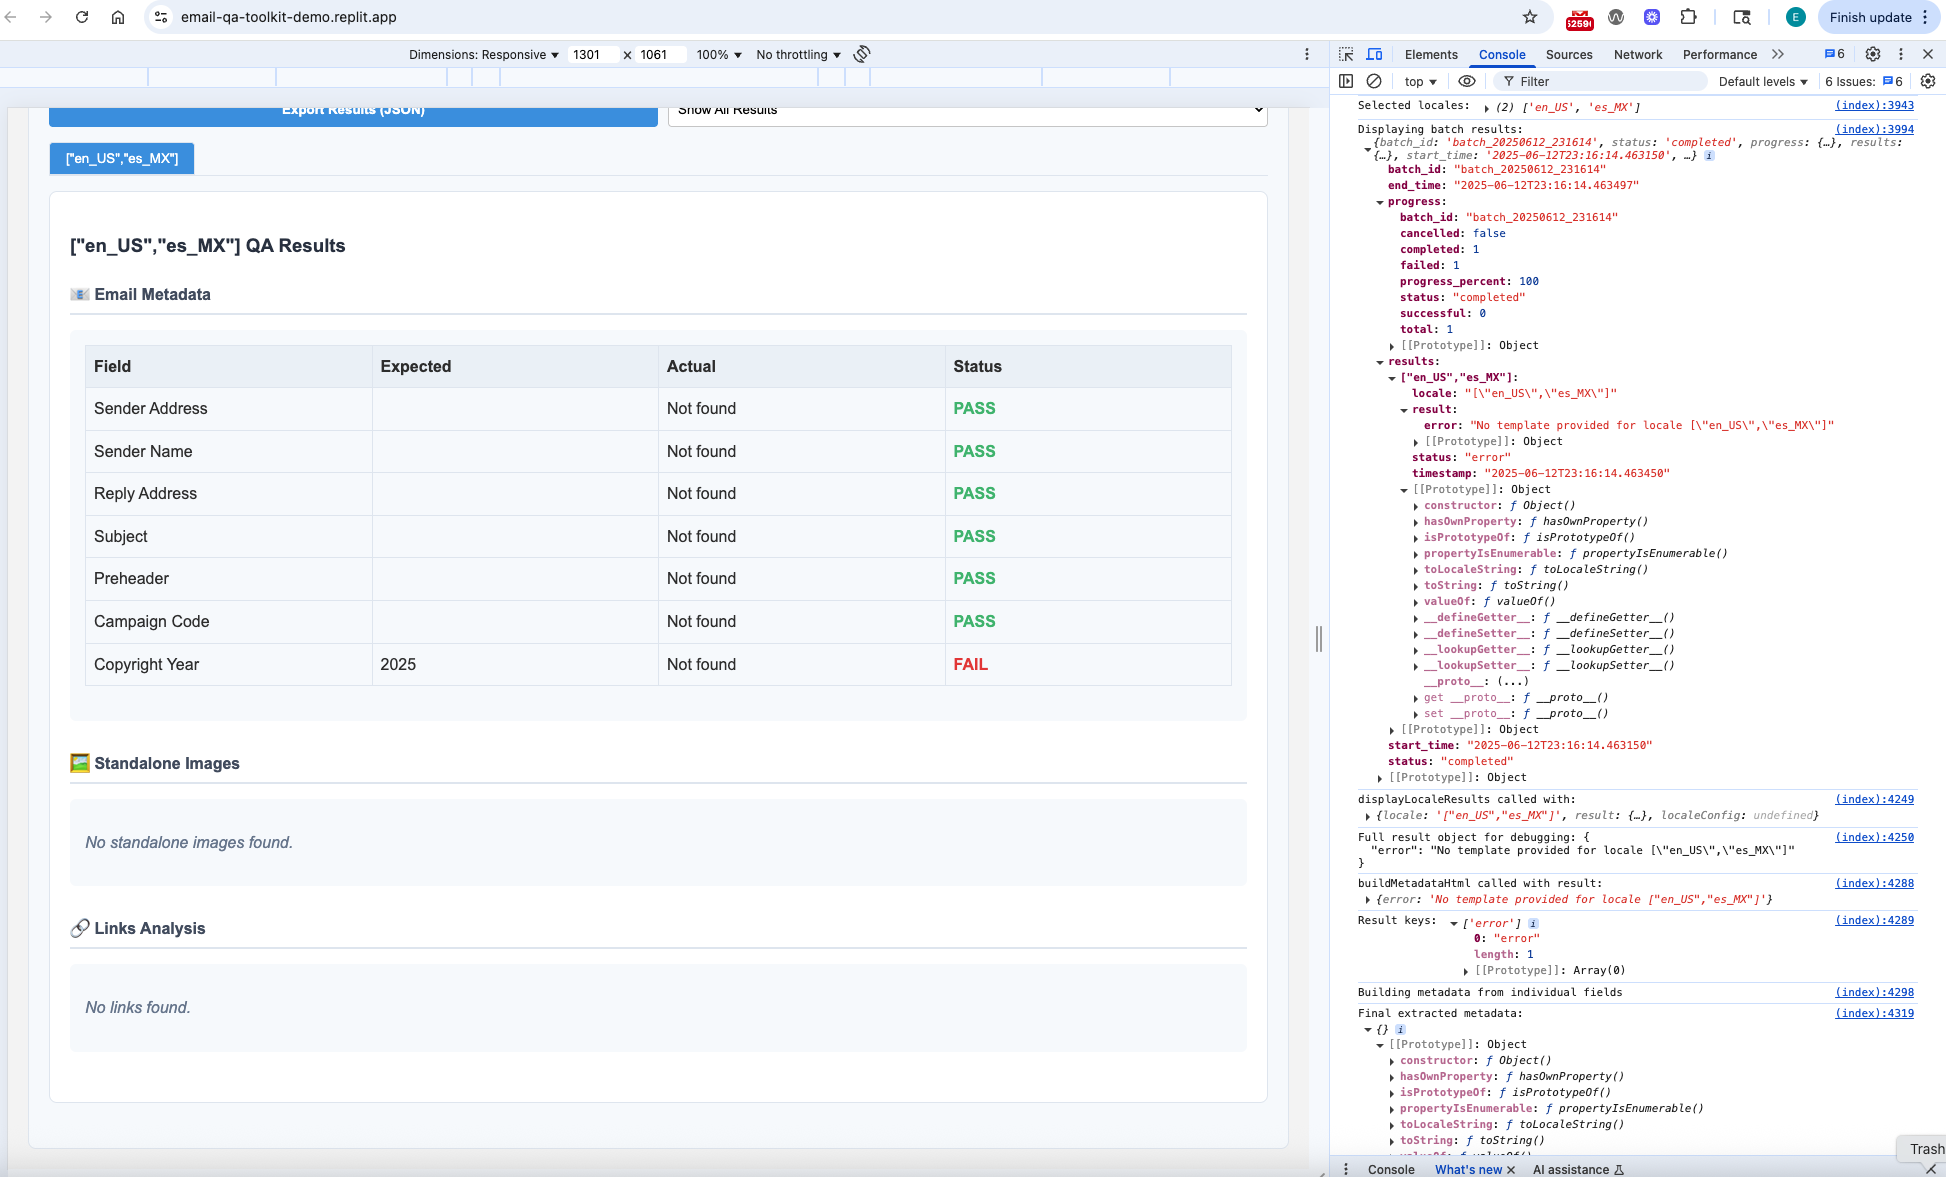 email-qa-toolkit-demo.replit.app
5259
E
Finish update
Dimensions: Responsive 1301 x 1061 100% No throttling
Export Results (JSON)
Show All Results
["en_US","es_MX"]
["en_US","es_MX"] QA Results
📧 Email Metadata
Field Expected Actual Status
Sender Address Not found PASS
Sender Name Not found PASS
Reply Address Not found PASS
Subject Not found PASS
Preheader Not found PASS
Campaign Code Not found PASS
Copyright Year 2025 Not found FAIL
🖼️ Standalone Images
No standalone images found.
🔗 Links Analysis
No links found.
Elements Console Sources Network Performance 6
top Filter Default levels 6 Issues: 6
Selected locales: (2) ['en_US', 'es_MX'] (index):3943
Displaying batch results: (index):3994
{batch_id: 'batch_20250612_231614', status: 'completed', progress: {…}, results:
{…}, start_time: '2025-06-12T23:16:14.463150', …} i
batch_id: "batch_20250612_231614"
end_time: "2025-06-12T23:16:14.463497"
progress:
batch_id: "batch_20250612_231614"
cancelled: false
completed: 1
failed: 1
progress_percent: 100
status: "completed"
successful: 0
total: 1
[[Prototype]]: Object
results:
["en_US","es_MX"]:
locale: "[\"en_US\",\"es_MX\"]"
result:
error: "No template provided for locale [\"en_US\",\"es_MX\"]"
[[Prototype]]: Object
status: "error"
timestamp: "2025-06-12T23:16:14.463450"
[[Prototype]]: Object
constructor: ƒ Object()
hasOwnProperty: ƒ hasOwnProperty()
isPrototypeOf: ƒ isPrototypeOf()
propertyIsEnumerable: ƒ propertyIsEnumerable()
toLocaleString: ƒ toLocaleString()
toString: ƒ toString()
valueOf: ƒ valueOf()
__defineGetter__: ƒ __defineGetter__()
__defineSetter__: ƒ __defineSetter__()
__lookupGetter__: ƒ __lookupGetter__()
__lookupSetter__: ƒ __lookupSetter__()
__proto__: (...)
get __proto__: ƒ __proto__()
set __proto__: ƒ __proto__()
[[Prototype]]: Object
start_time: "2025-06-12T23:16:14.463150"
status: "completed"
[[Prototype]]: Object
displayLocaleResults called with: (index):4249
{locale: '["en_US","es_MX"]', result: {…}, localeConfig: undefined}
Full result object for debugging: { (index):4250
"error": "No template provided for locale [\"en_US\",\"es_MX\"]"
}
buildMetadataHtml called with result: (index):4288
{error: 'No template provided for locale ["en_US","es_MX"]'}
Result keys: ['error'] i (index):4289
0: "error"
length: 1
[[Prototype]]: Array(0)
Building metadata from individual fields (index):4298
Final extracted metadata: (index):4319
{} i
[[Prototype]]: Object
constructor: ƒ Object()
hasOwnProperty: ƒ hasOwnProperty()
isPrototypeOf: ƒ isPrototypeOf()
propertyIsEnumerable: ƒ propertyIsEnumerable()
toLocaleString: ƒ toLocaleString()
toString: ƒ toString()
Trash
Console What's new AI assistance